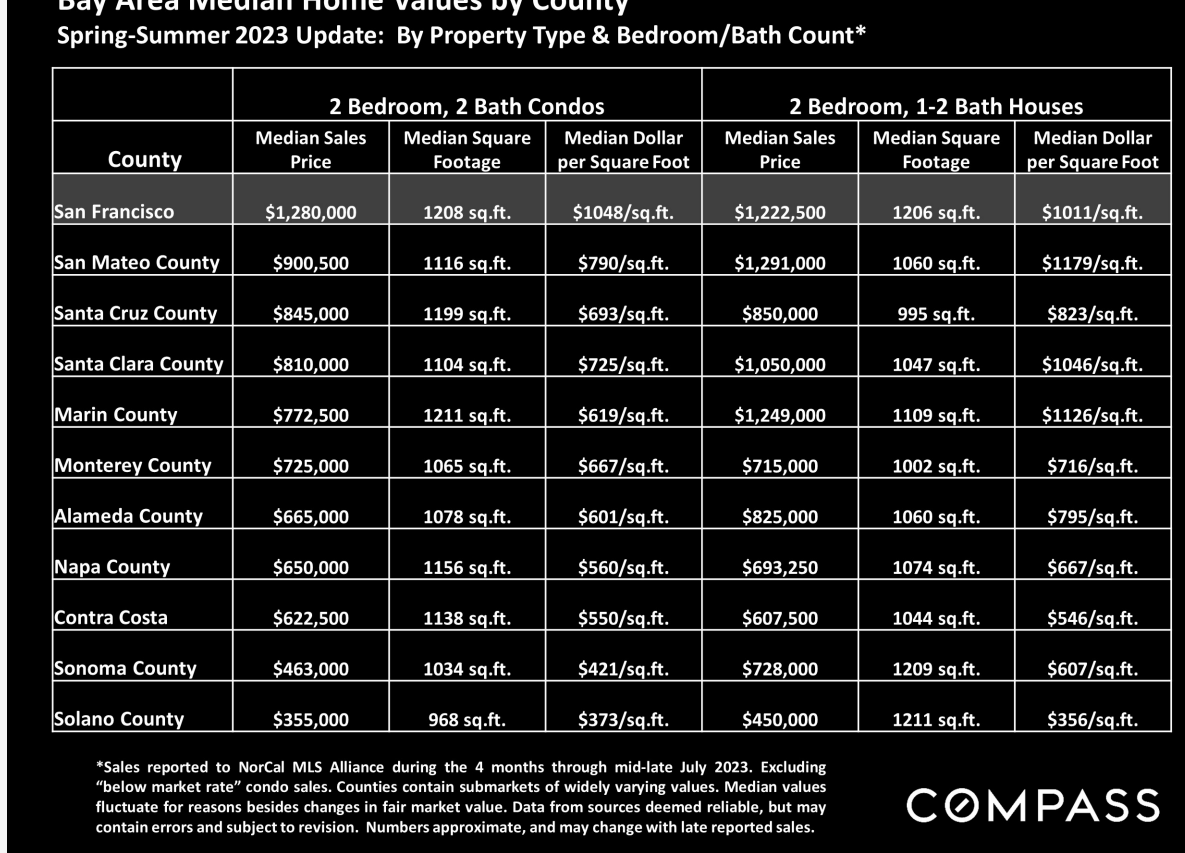 Bay Area Median Home Values by County
Spring-Summer 2023 Update: By Property Type & Bedroom/Bath Count*
2 Bedroom, 2 Bath Condos 2 Bedroom, 1-2 Bath Houses
County Median Sales Price Median Square Footage Median Dollar per Square Foot Median Sales Price Median Square Footage Median Dollar per Square Foot
San Francisco $1,280,000 1208 sq.ft. $1048/sq.ft. $1,222,500 1206 sq.ft. $1011/sq.ft.
San Mateo County $900,500 1116 sq.ft. $790/sq.ft. $1,291,000 1060 sq.ft. $1179/sq.ft.
Santa Cruz County $845,000 1199 sq.ft. $693/sq.ft. $850,000 995 sq.ft. $823/sq.ft.
Santa Clara County $810,000 1104 sq.ft. $725/sq.ft. $1,050,000 1047 sq.ft. $1046/sq.ft.
Marin County $772,500 1211 sq.ft. $619/sq.ft. $1,249,000 1109 sq.ft. $1126/sq.ft.
Monterey County $725,000 1065 sq.ft. $667/sq.ft. $715,000 1002 sq.ft. $716/sq.ft.
Alameda County $665,000 1078 sq.ft. $601/sq.ft. $825,000 1060 sq.ft. $795/sq.ft.
Napa County $650,000 1156 sq.ft. $560/sq.ft. $693,250 1074 sq.ft. $667/sq.ft.
Contra Costa $622,500 1138 sq.ft. $550/sq.ft. $607,500 1044 sq.ft. $546/sq.ft.
Sonoma County $463,000 1034 sq.ft. $421/sq.ft. $728,000 1209 sq.ft. $607/sq.ft.
Solano County $355,000 968 sq.ft. $373/sq.ft. $450,000 1211 sq.ft. $356/sq.ft.
*Sales reported to NorCal MLS Alliance during the 4 months through mid-late July 2023. Excluding
“below market rate” condo sales. Counties contain submarkets of widely varying values. Median values
fluctuate for reasons besides changes in fair market value. Data from sources deemed reliable, but may
contain errors and subject to revision. Numbers approximate, and may change with late reported sales.
COMPASS